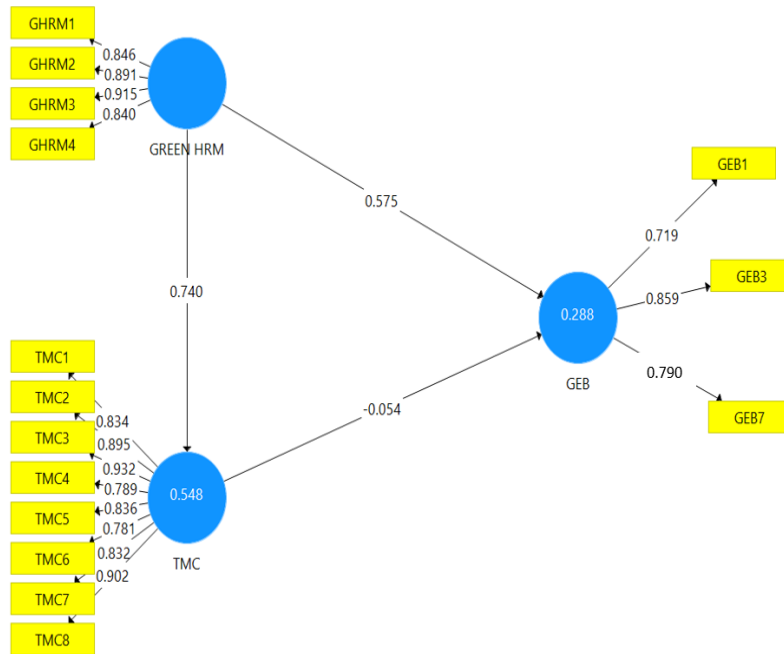 GHRM1
0.846
GHRM2
0.891
GHRM3
0.915
GHRM4
0.840
GREEN HRM
GEB1
0.575
0.719
GEB3
0.859
0.740
0.288
GEB
0.790
GEB7
-0.054
TMC1
TMC2
0.834
TMC3
0.895
0.932
TMC4
0.789
TMC5
0.836
0.781
TMC6
0.832
0.902
TMC7
TMC8
0.548
TMC